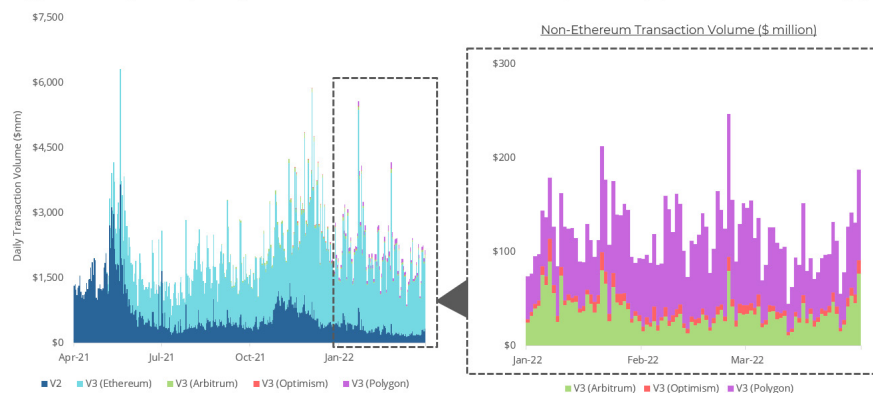 $7,500
$6,000
$4,500
$3,000
$1,500
$0
Daily Transaction Volume ($mm)
Apr-21 Jul-21 Oct-21 Jan-22
V2 V3 (Ethereum) V3 (Arbitrum) V3 (Optimism) V3 (Polygon)
Non-Ethereum Transaction Volume ($ million)
$300
$200
$100
$0
Jan-22 Feb-22 Mar-22
V3 (Arbitrum) V3 (Optimism) V3 (Polygon)